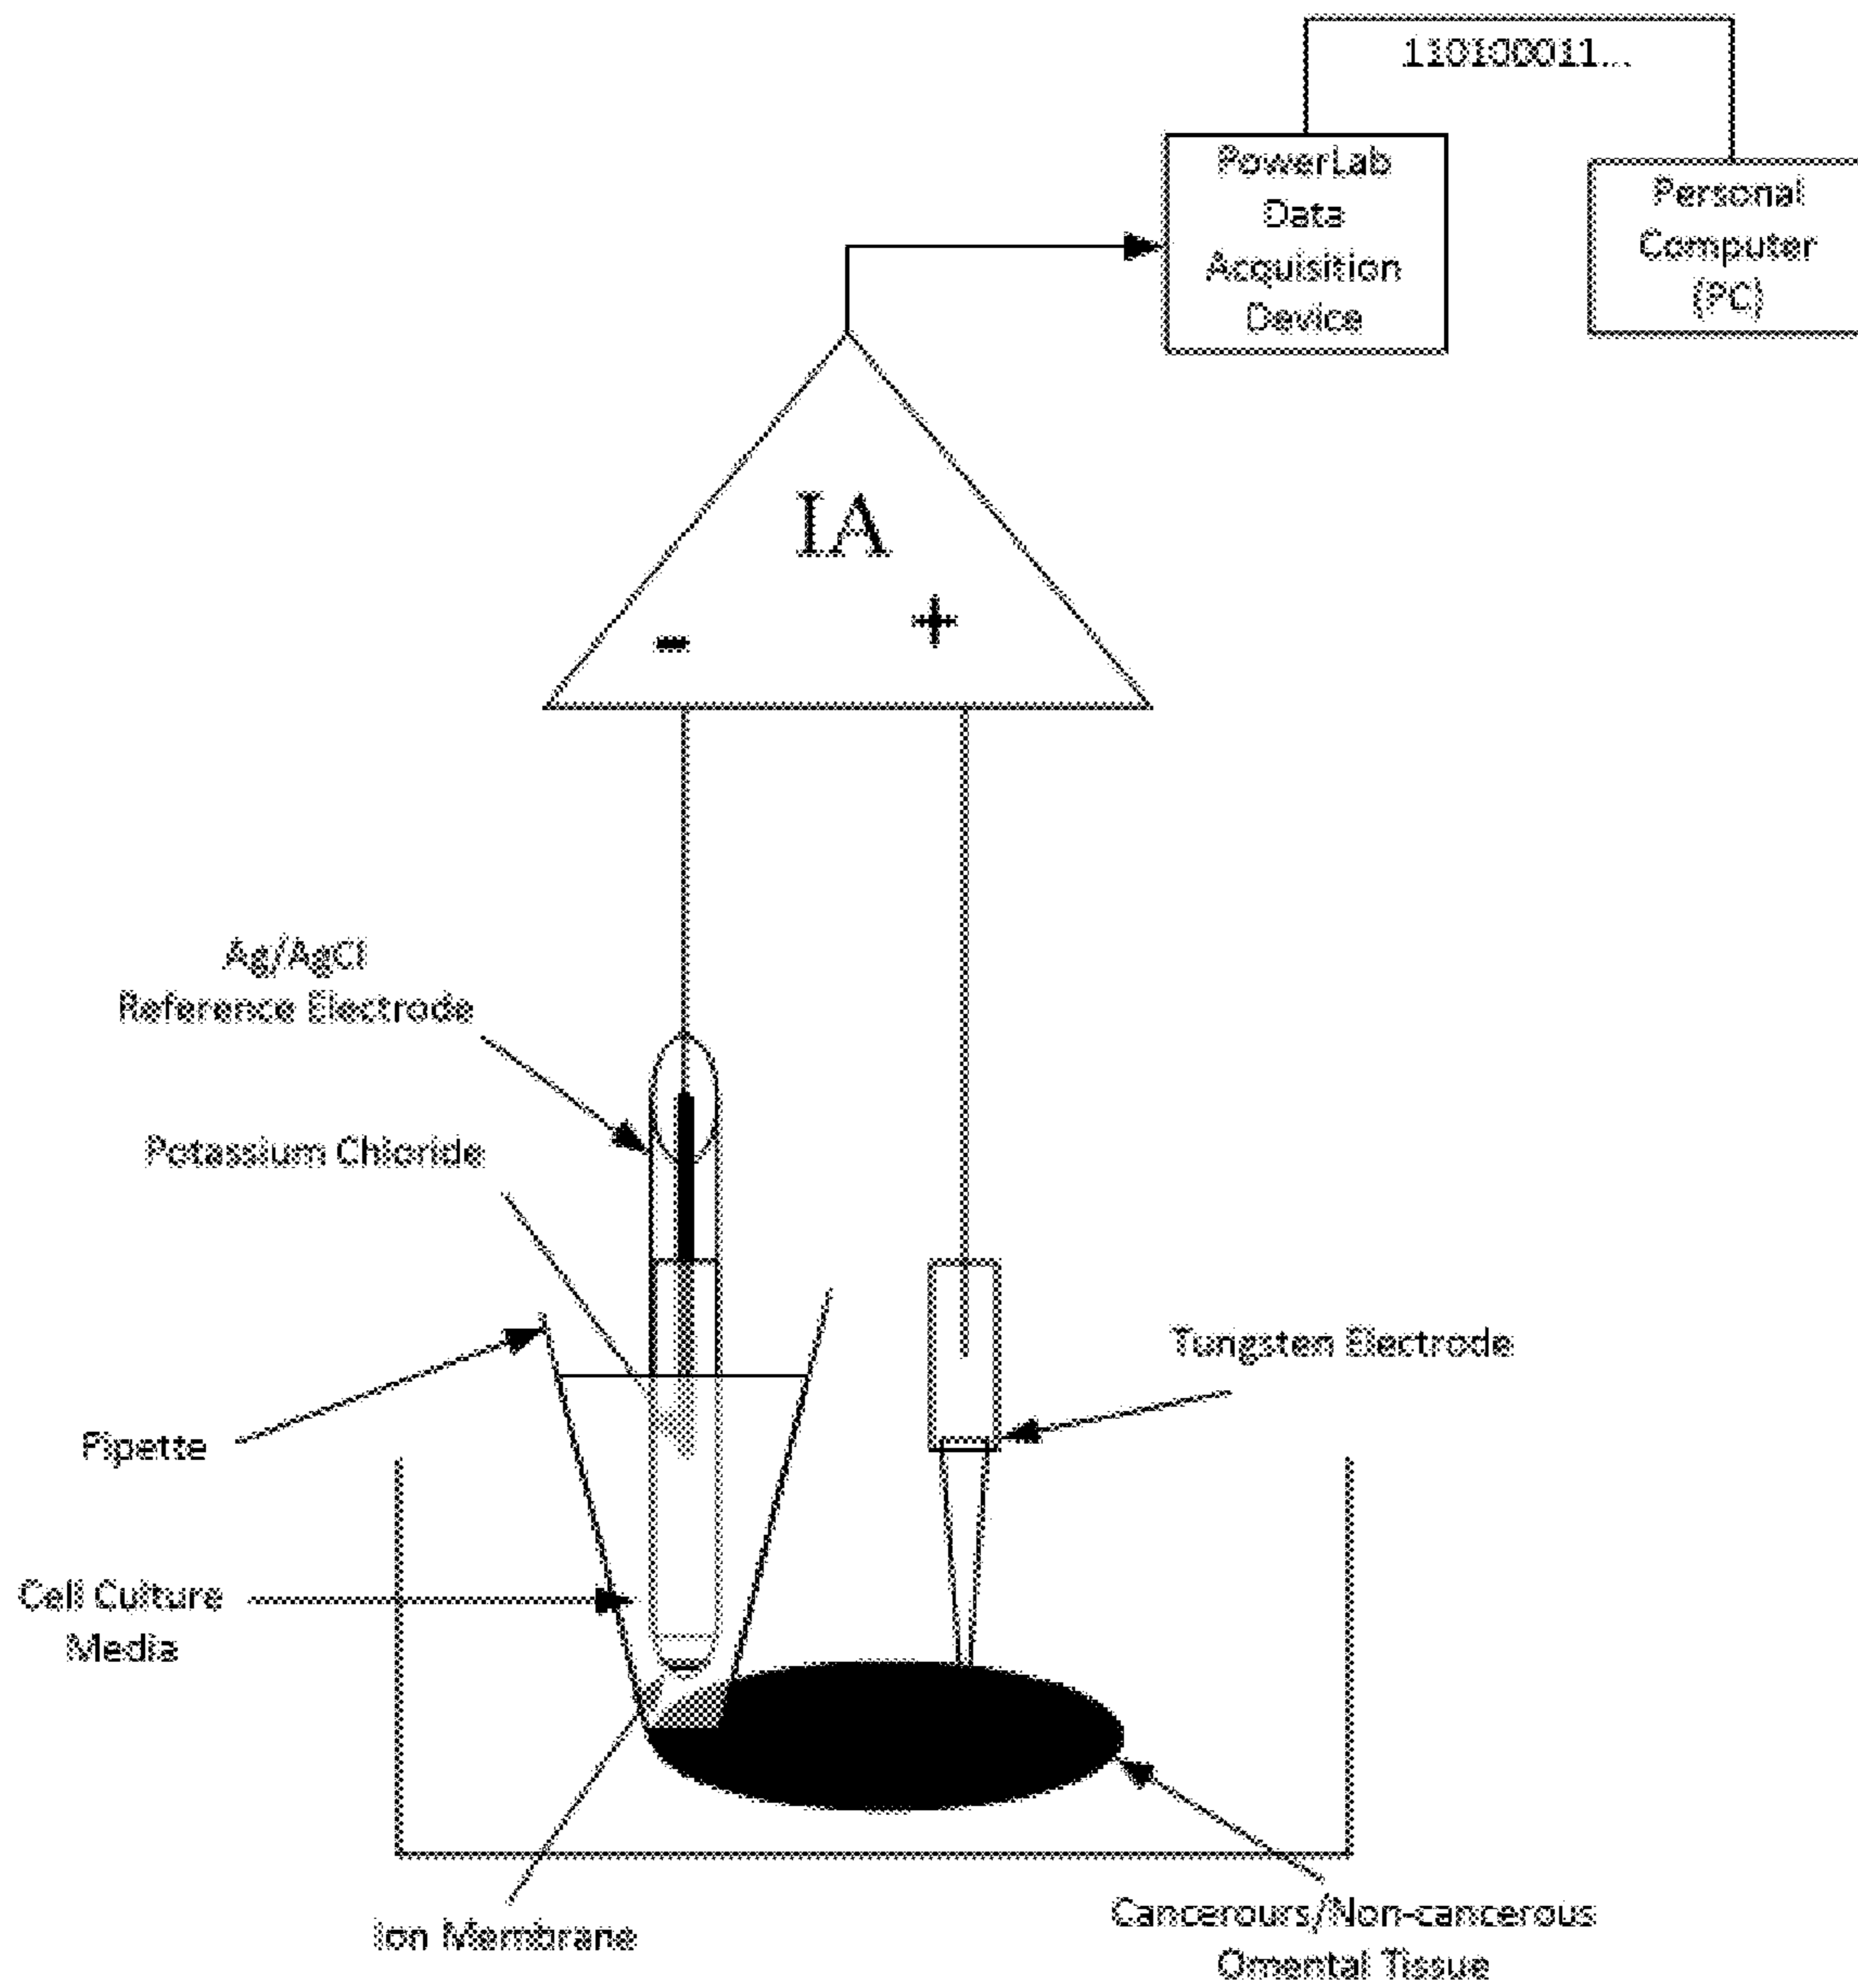 110100011...
PowerLab
Data
Acquisition
Device
Personal
Computer
(PC)
IA
-
+
Ag/AgCl
Reference Electrode
Potassium Chloride
Tungsten Electrode
Pipette
Cell Culture
Media
Ion Membrane
Cancerours/Non-cancerous
Omental Tissue